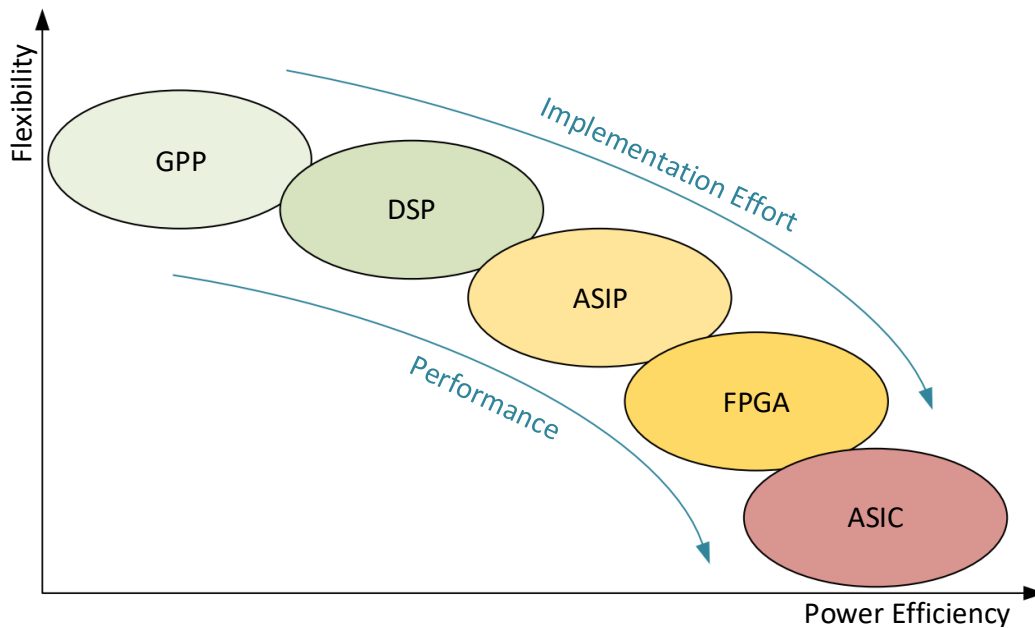 Flexibility
GPP
DSP
ASIP
FPGA
ASIC
Implementation Effort
Performance
Power Efficiency